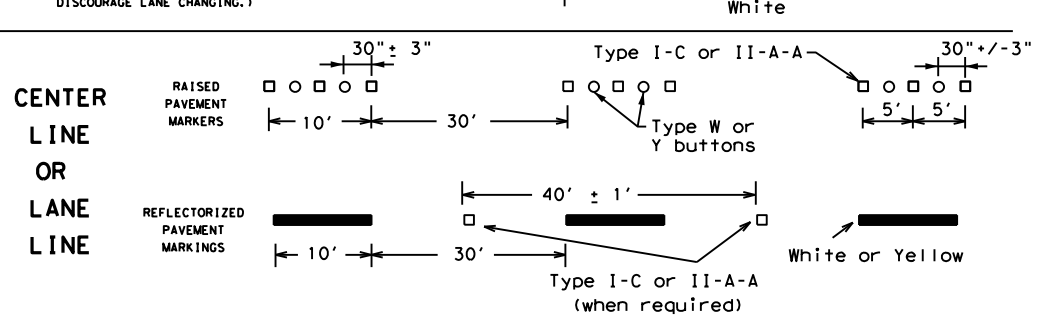 DISCOURAGE LANE CHANGING.)
White
CENTER
LINE
OR
LANE
LINE
RAISED
PAVEMENT
MARKERS
30"± 3"
10'
30'
Type W or
Y buttons
Type I-C or II-A-A
30"+/-3"
5'
5'
REFLECTORIZED
PAVEMENT
MARKINGS
40' ± 1'
10'
30'
Type I-C or II-A-A
(when required)
White or Yellow